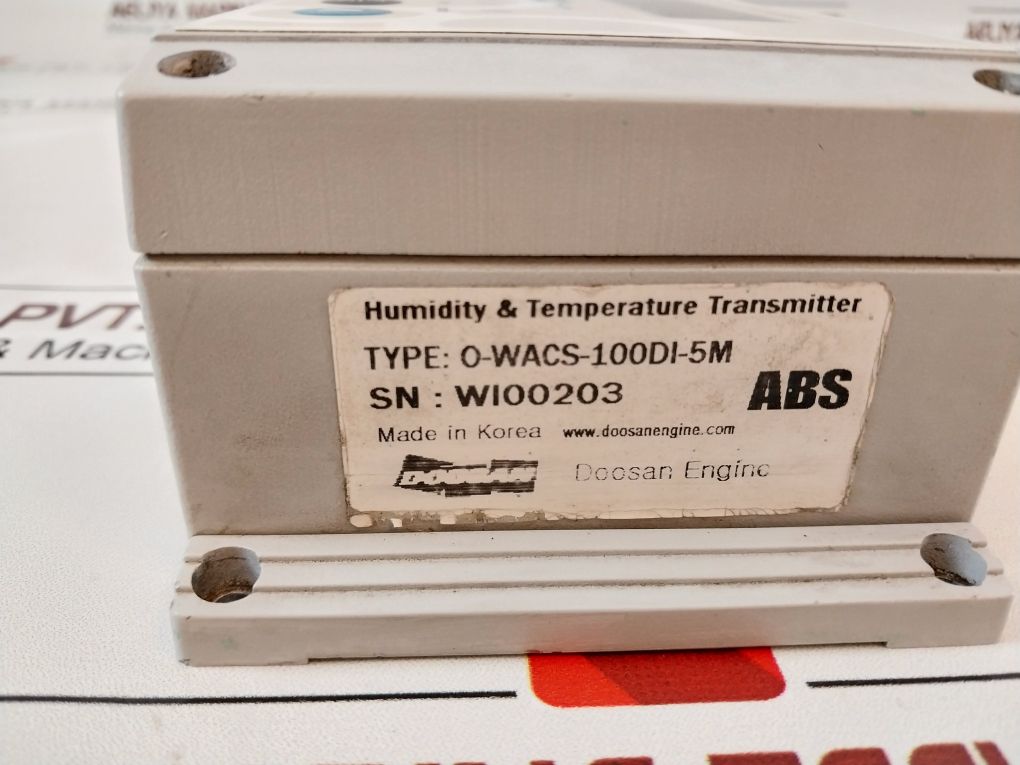 Humidity & Temperature Transmitter
TYPE: O-WACS-100DI-5M
SN : WI00203
ABS
Made in Korea www.doosanengine.com
DOOSAN Doosan Engine
PVT.
& Mac